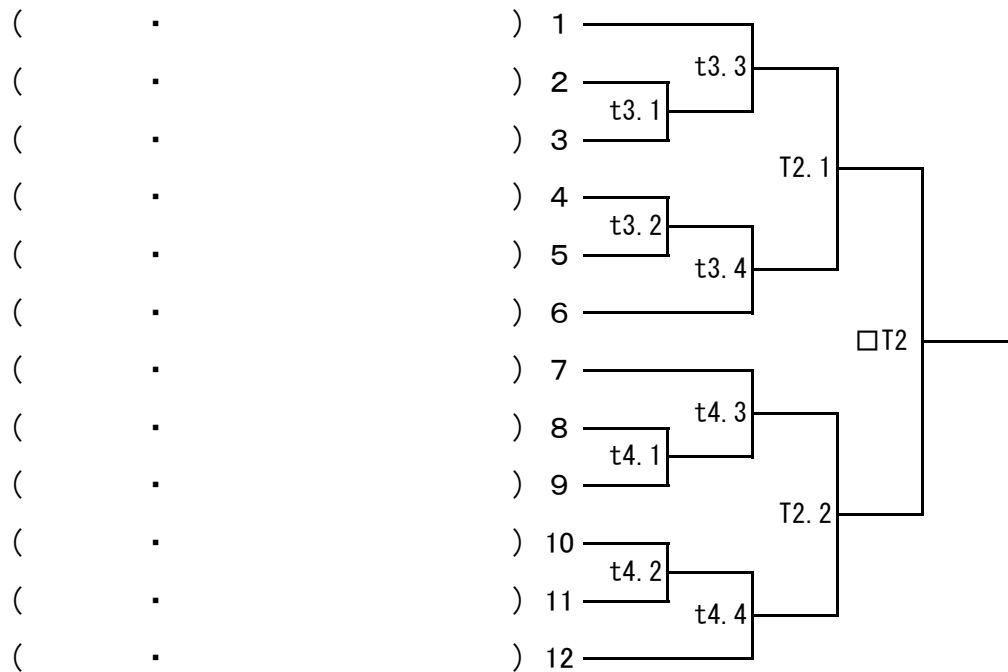 ( ・ ) 1
t3.3
( ・ ) 2
t3.1
( ・ ) 3
T2.1
( ・ ) 4
t3.2
( ・ ) 5
t3.4
( ・ ) 6
□T2
( ・ ) 7
t4.3
( ・ ) 8
t4.1
( ・ ) 9
T2.2
( ・ ) 10
t4.2
( ・ ) 11
t4.4
( ・ ) 12